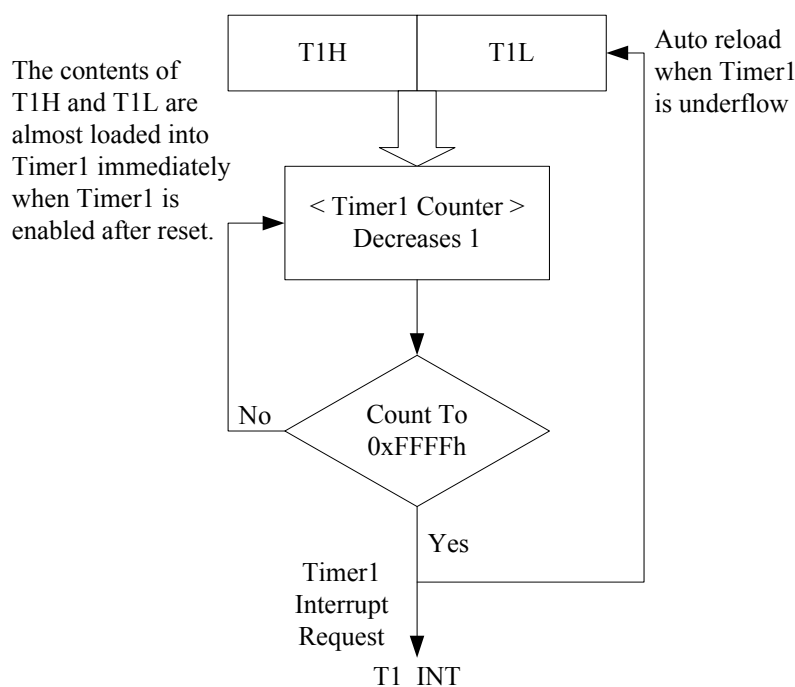 T1H
T1L
Auto reload
when Timer1
is underflow
The contents of
T1H and T1L are
almost loaded into
Timer1 immediately
when Timer1 is
enabled after reset.
< Timer1 Counter >
Decreases 1
No
Count To
0xFFFFh
Yes
Timer1
Interrupt
Request
T1_INT